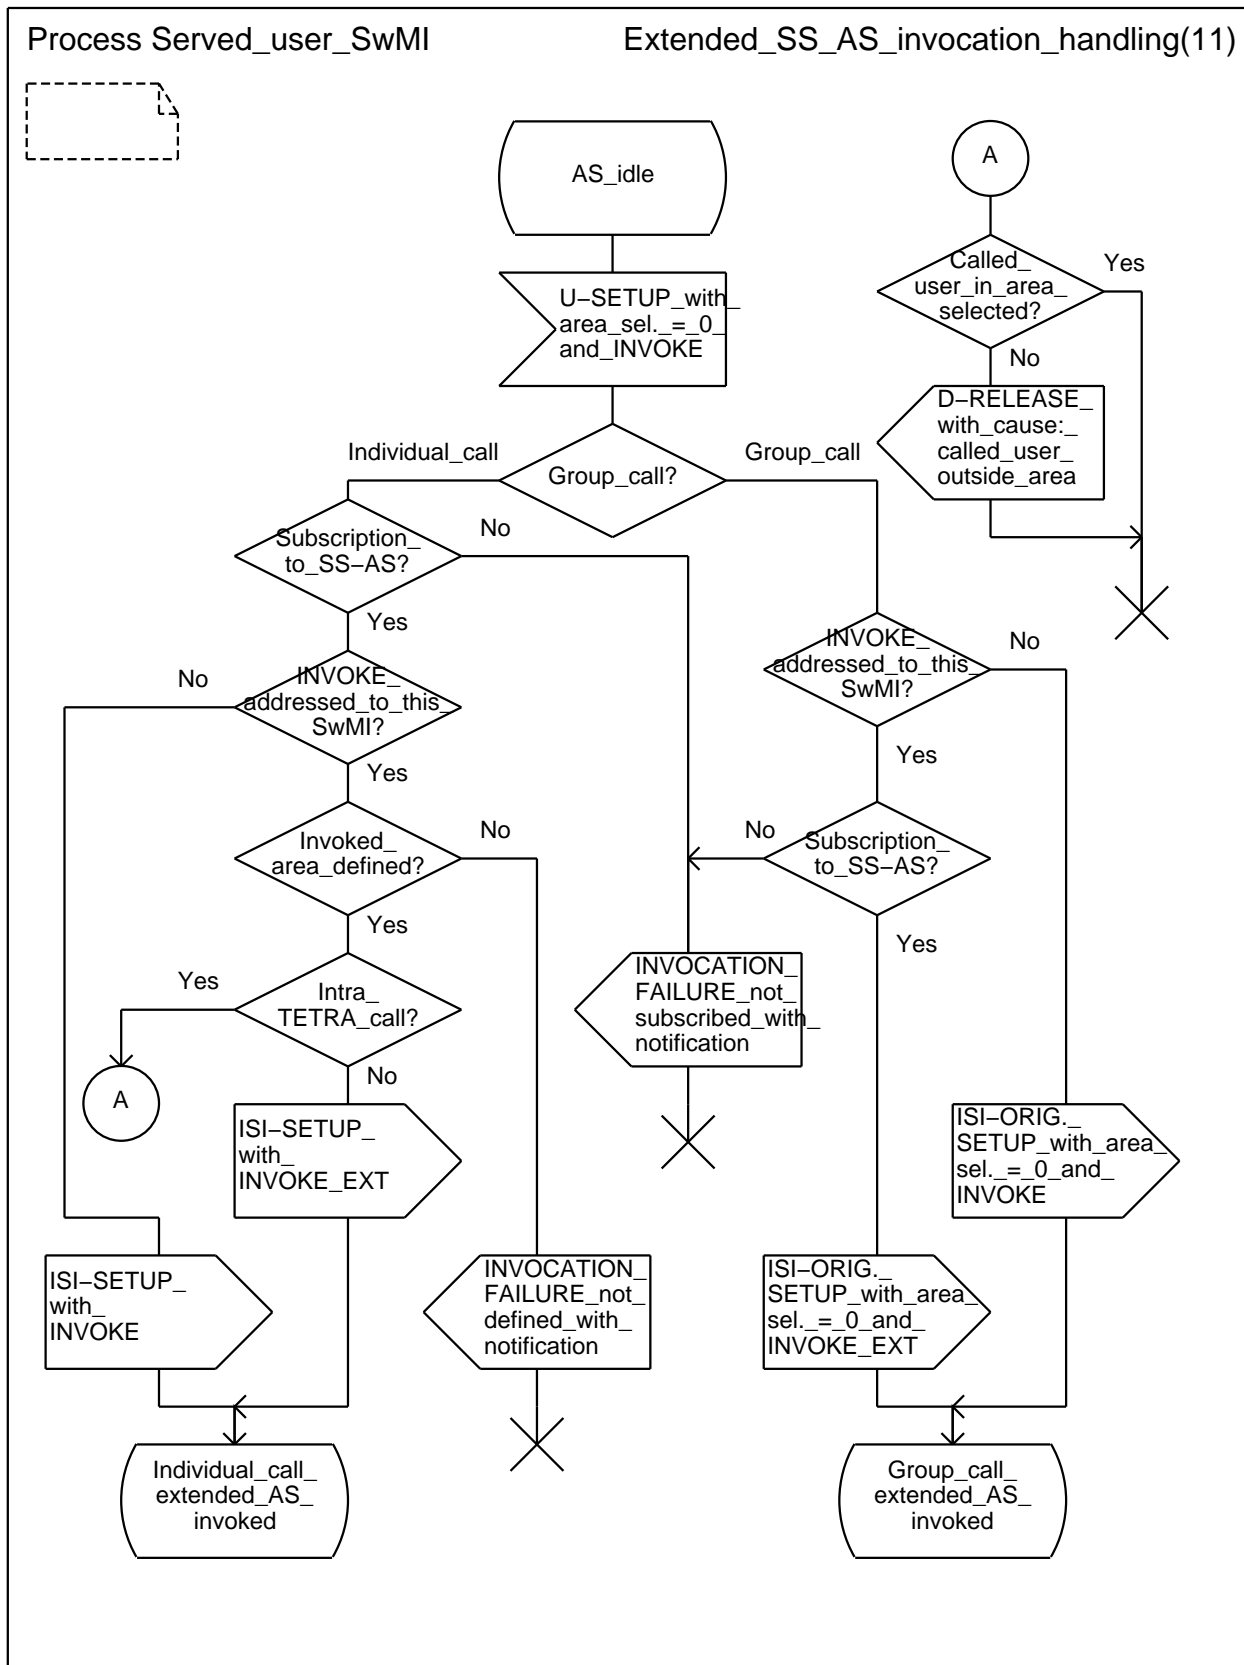 Process Served_user_SwMI
Extended_SS_AS_invocation_handling(11)
AS_idle
A
Called_
user_in_area_
selected?
Yes
No
U−SETUP_with_
area_sel._=_0_
and_INVOKE
D−RELEASE_
with_cause:_
called_user_
outside_area
Individual_call
Group_call?
Group_call
Subscription_
to_SS−AS?
No
Yes
INVOKE_
addressed_to_this_
SwMI?
No
Yes
INVOKE_
addressed_to_this_
SwMI?
No
Yes
Invoked_
area_defined?
No
Yes
No
Subscription_
to_SS−AS?
Yes
Yes
Intra_
TETRA_call?
No
INVOCATION_
FAILURE_not_
subscribed_with_
notification
A
ISI−SETUP_
with_
INVOKE_EXT
ISI−ORIG._
SETUP_with_area_
sel._=_0_and_
INVOKE
ISI−SETUP_
with_
INVOKE
INVOCATION_
FAILURE_not_
defined_with_
notification
ISI−ORIG._
SETUP_with_area_
sel._=_0_and_
INVOKE_EXT
Individual_call_
extended_AS_
invoked
Group_call_
extended_AS_
invoked